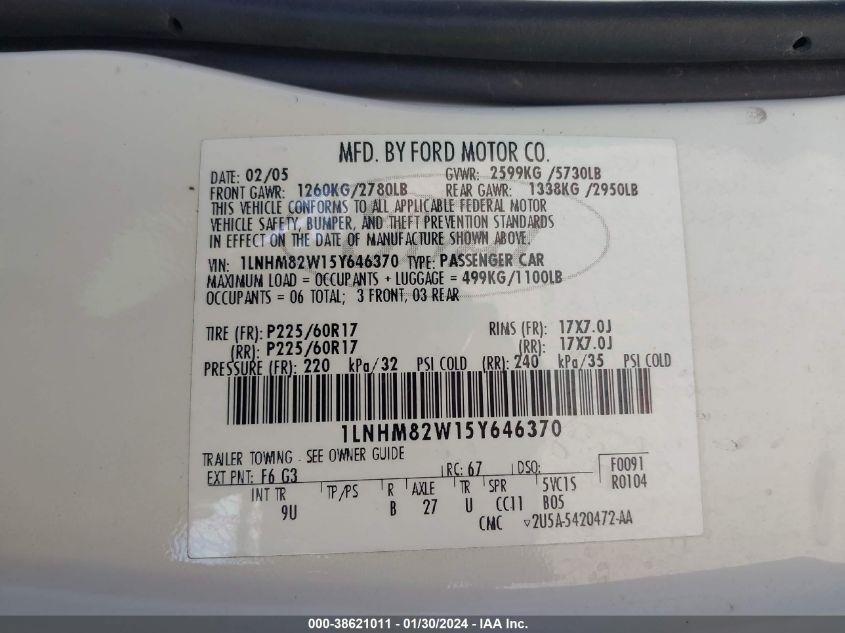 MFD. BY FORD MOTOR CO.
DATE: 02/05 GVWR: 2599KG /5730LB
FRONT GAWR: 1260KG/2780LB REAR GAWR: 1338KG /2950LB
THIS VEHICLE CONFORMS TO ALL APPLICABLE FEDERAL MOTOR
VEHICLE SAFETY, BUMPER, AND THEFT PREVENTION STANDARDS
IN EFFECT ON THE DATE OF MANUFACTURE SHOWN ABOVE.
VIN: 1LNHM82W15Y646370 TYPE: PASSENGER CAR
MAXIMUM LOAD = OCCUPANTS + LUGGAGE = 499KG/1100LB
OCCUPANTS = 06 TOTAL; 3 FRONT, 03 REAR
TIRE (FR): P225/60R17 RINS (FR): 17X7.0J
(RR): P225/60R17 (RR): 17X7.0J
PRESSURE (FR): 220 kPa/32 PSI COLD (RR): 240 kPa/35 PSI COLD
1LNHM82W15Y646370
TRAILER TOWING - SEE OWNER GUIDE
EXT PNT: F6 G3 RC: 67 DSO: F0091
INT TR TP/PS R AXLE TR SPR 5VC1S R0104
9U B 27 U CC11 B05
CMC ▽2U5A-5420472-AA
000-38621011 - 01/30/2024 - IAA Inc.